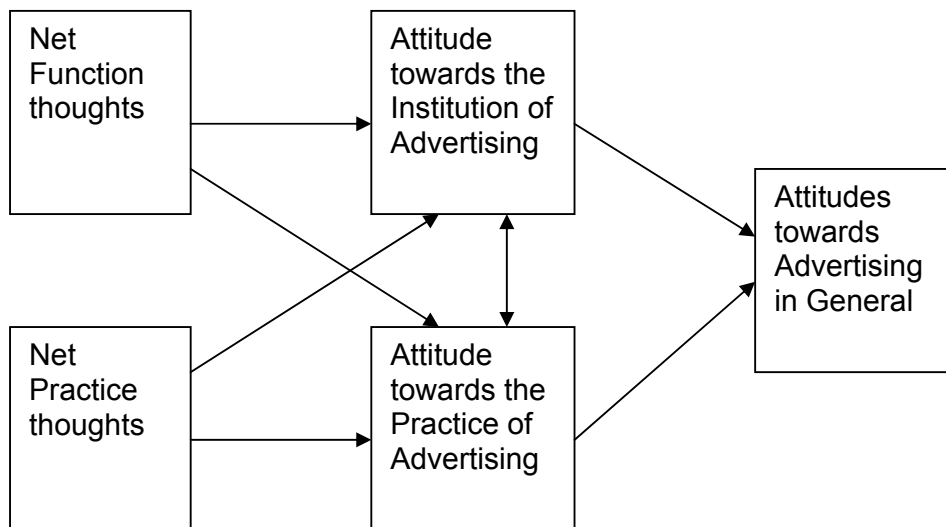 Net
Function
thoughts
Attitude
towards the
Institution of
Advertising
Attitudes
towards
Advertising
in General
Net
Practice
thoughts
Attitude
towards the
Practice of
Advertising